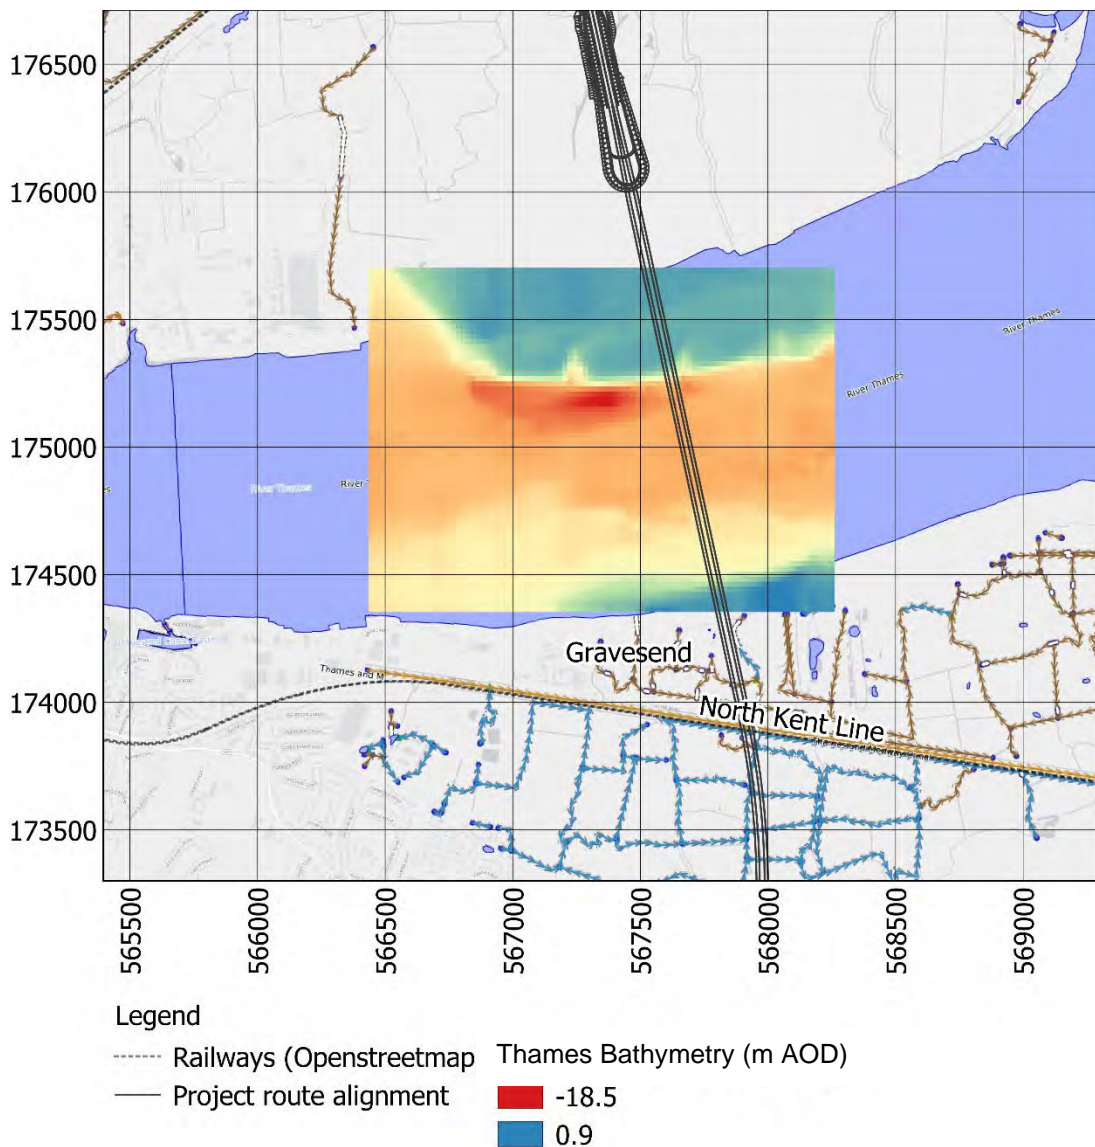 176500
176000
175500
River Thames
River Thames
175000
River Thames
174500
Gravesend
Thames and M
174000
North Kent Line
173500
565500
566000
566500
567000
567500
568000
568500
569000
Legend
Railways (Openstreetmap
Thames Bathymetry (m AOD)
Project route alignment
-18.5
0.9